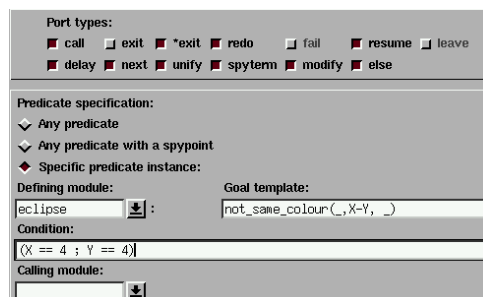 Port types:
call exit *exit redo fail resume leave
delay next unify spyterm modify else
Predicate specification:
Any predicate
Any predicate with a spypoint
Specific predicate instance:
Defining module: Goal template:
eclipse : not_same_colour(_,X-Y, _)
Condition:
(X == 4 ; Y == 4)
Calling module: